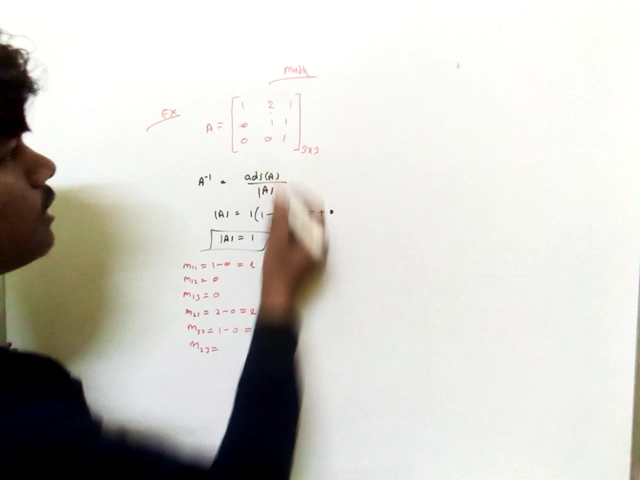 Math
Ex
A = [ 1 2 1
0 1 1
0 0 1 ] 3x3
A⁻¹ = adj(A) / |A|
|A| = 1(1-
|A| = 1
m11 = 1-0 = 1
m12 = 0
m13 = 0
m21 = 2-0 = 2
m22 = 1-0 =
m23 =